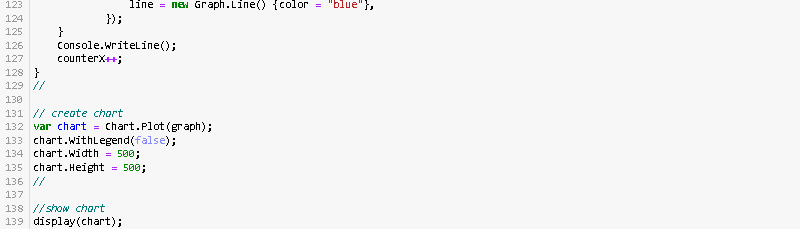 123 line = new Graph.Line() {color = "blue"},
124 });
125 }
126 Console.WriteLine();
127 counterX++;
128 }
129 //
130
131 // create chart
132 var chart = Chart.Plot(graph);
133 chart.WithLegend(false);
134 chart.Width = 500;
135 chart.Height = 500;
136 //
137
138 //show chart
139 display(chart);